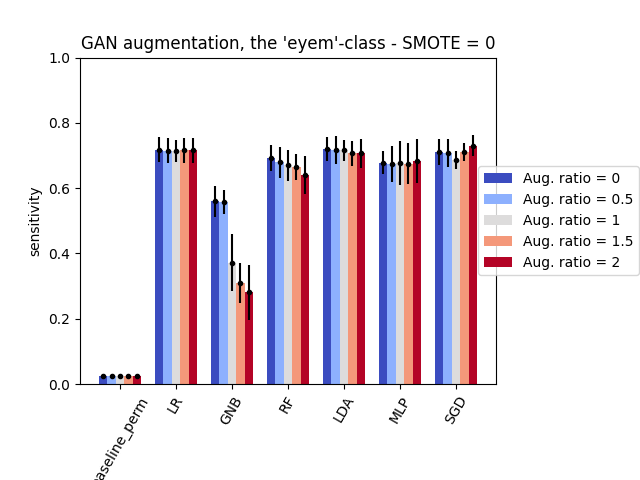 GAN augmentation, the 'eyem'-class - SMOTE = 0
1.0
0.8
0.6
0.4
0.2
0.0
sensitivity
Aug. ratio = 0
Aug. ratio = 0.5
Aug. ratio = 1
Aug. ratio = 1.5
Aug. ratio = 2
aseline_perm
LR
GNB
RF
LDA
MLP
SGD